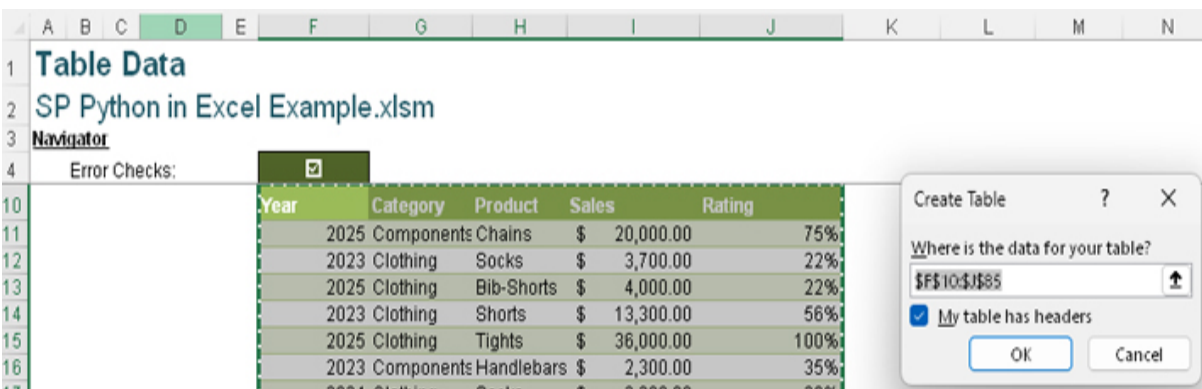 A B C D E F G H I J K L M N
1 Table Data
2 SP Python in Excel Example.xlsm
3 Navigator
4 Error Checks:
10 Year Category Product Sales Rating
11 2025 Components Chains $ 20,000.00 75%
12 2023 Clothing Socks $ 3,700.00 22%
13 2025 Clothing Bib-Shorts $ 4,000.00 22%
14 2023 Clothing Shorts $ 13,300.00 56%
15 2025 Clothing Tights $ 36,000.00 100%
16 2023 Components Handlebars $ 2,300.00 35%
Create Table ?
Where is the data for your table?
$F$10:$J$85
My table has headers
OK Cancel